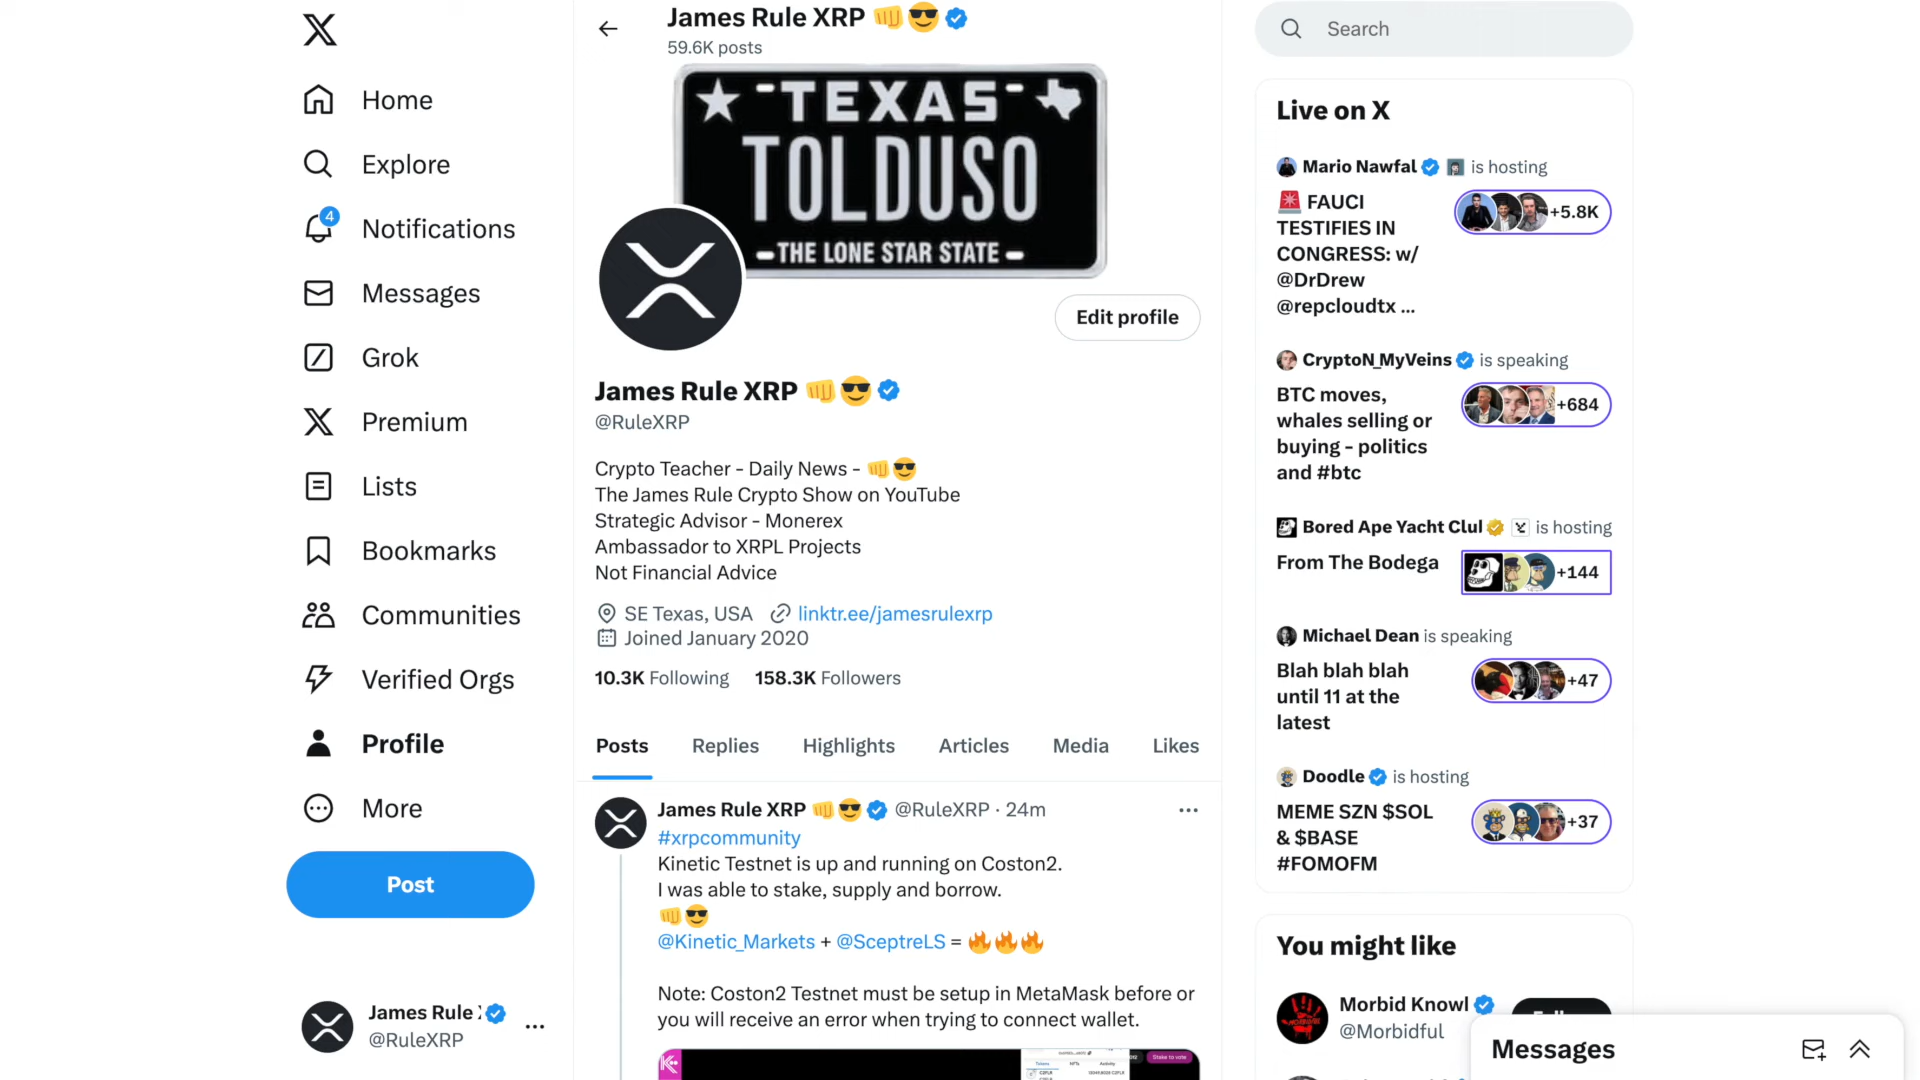 Home
Explore
4
Notifications
Messages
Grok
Premium
Lists
Bookmarks
Communities
Verified Orgs
Profile
More
Post
James Rule
@RuleXRP
James Rule XRP 👊😎
59.6K posts
TEXAS
TOLDUSO
THE LONE STAR STATE
Edit profile
James Rule XRP 👊😎
@RuleXRP
Crypto Teacher - Daily News - 👊😎
The James Rule Crypto Show on YouTube
Strategic Advisor - Monerex
Ambassador to XRPL Projects
Not Financial Advice
SE Texas, USA linktr.ee/jamesrulexrp
Joined January 2020
10.3K Following 158.3K Followers
Posts Replies Highlights Articles Media Likes
James Rule XRP 👊😎 @RuleXRP · 24m
#xrpcommunity
Kinetic Testnet is up and running on Coston2.
I was able to stake, supply and borrow.
👊😎
@Kinetic_Markets + @SceptreLS = 🔥🔥🔥
Note: Coston2 Testnet must be setup in MetaMask before or
you will receive an error when trying to connect wallet.
Tokens NFTs Activity
Stake to vote
C2FLR
Search
Live on X
Mario Nawfal is hosting
🚨 FAUCI
TESTIFIES IN
CONGRESS: w/
@DrDrew
@repcloudtx ...
+5.8K
CryptoN_MyVeins is speaking
BTC moves,
whales selling or
buying - politics
and #btc
+684
Bored Ape Yacht Clul is hosting
From The Bodega
+144
Michael Dean is speaking
Blah blah blah
until 11 at the
latest
+47
Doodle is hosting
MEME SZN $SOL
& $BASE
#FOMOFM
+37
You might like
Morbid Knowl
@Morbidful
Messages